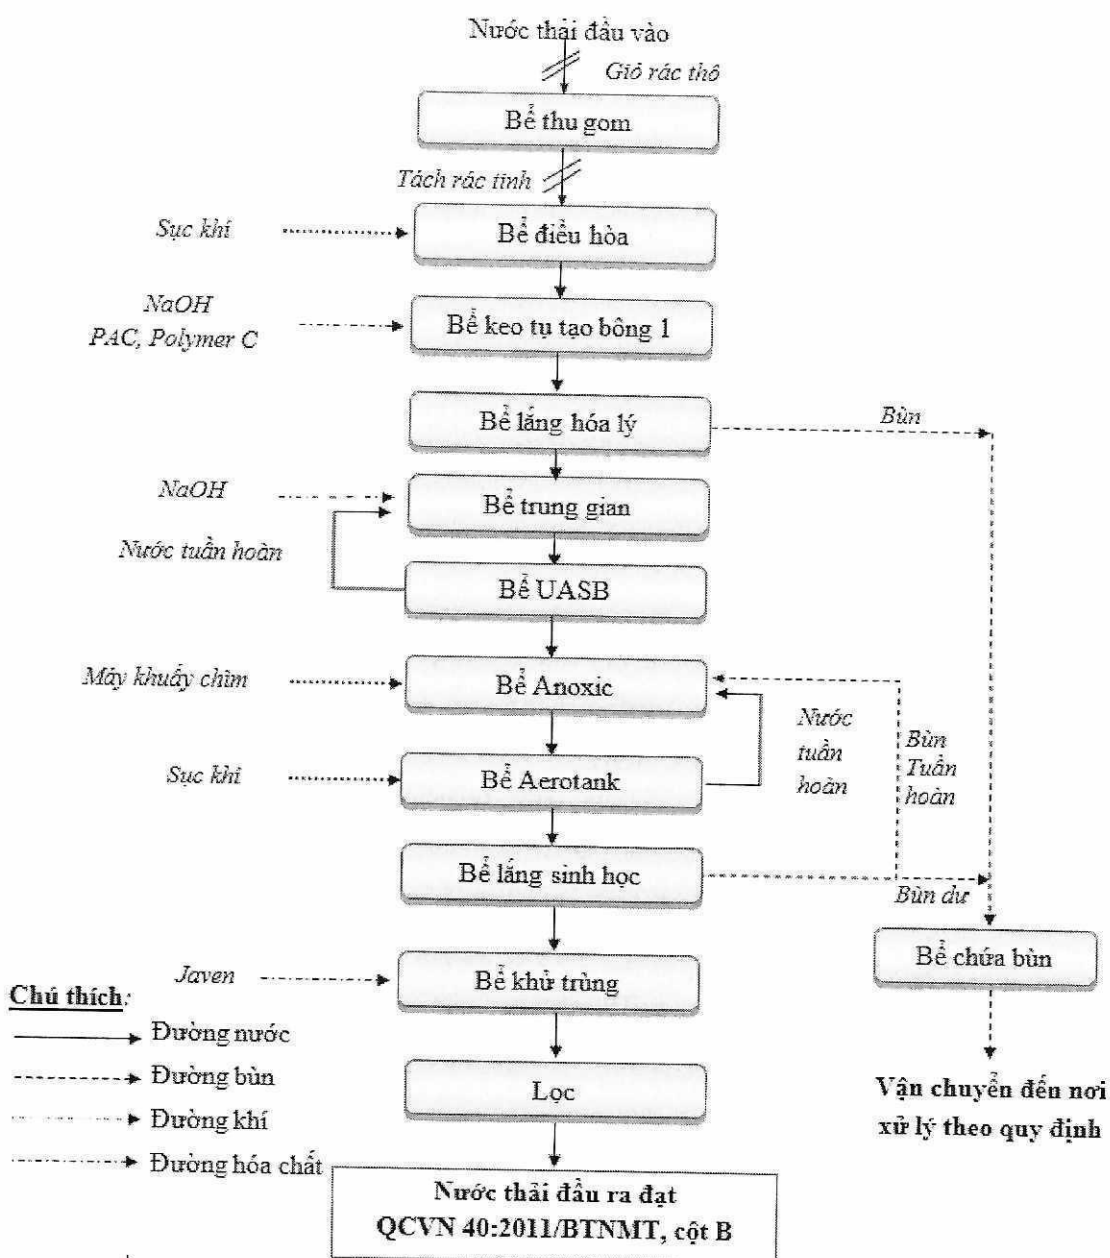 Nước thải đầu vào
Giỏ rác thô
Bể thu gom
Tách rác tinh
Sục khí
Bể điều hòa
NaOH
PAC, Polymer C
Bể keo tụ tạo bông 1
Bể lắng hóa lý
Bùn
NaOH
Bể trung gian
Nước tuần hoàn
Bể UASB
Máy khuấy chìm
Bể Anoxic
Nước
tuần
hoàn
Bùn
Tuần
hoàn
Sục khí
Bể Aerotank
Bể lắng sinh học
Bùn dư
Bể chứa bùn
Javen
Bể khử trùng
Chú thích:
Đường nước
Đường bùn
Đường khí
Đường hóa chất
Lọc
Vận chuyển đến nơi
xử lý theo quy định
Nước thải đầu ra đạt
QCVN 40:2011/BTNMT, cột B